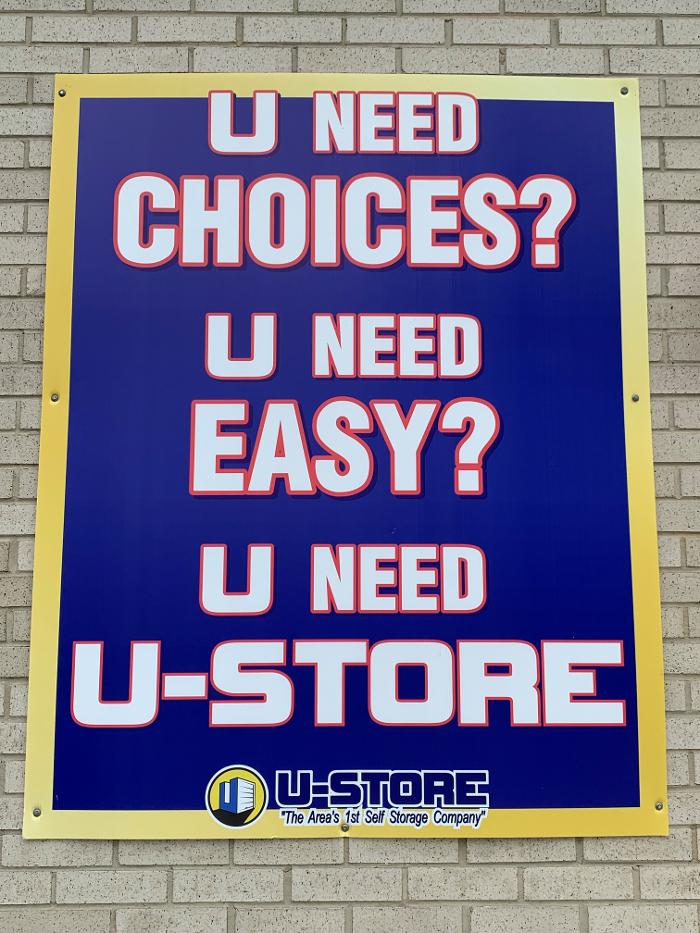 U NEED
CHOICES?
U NEED
EASY?
U NEED
U-STORE
U U-STORE
"The Area's 1st Self Storage Company"